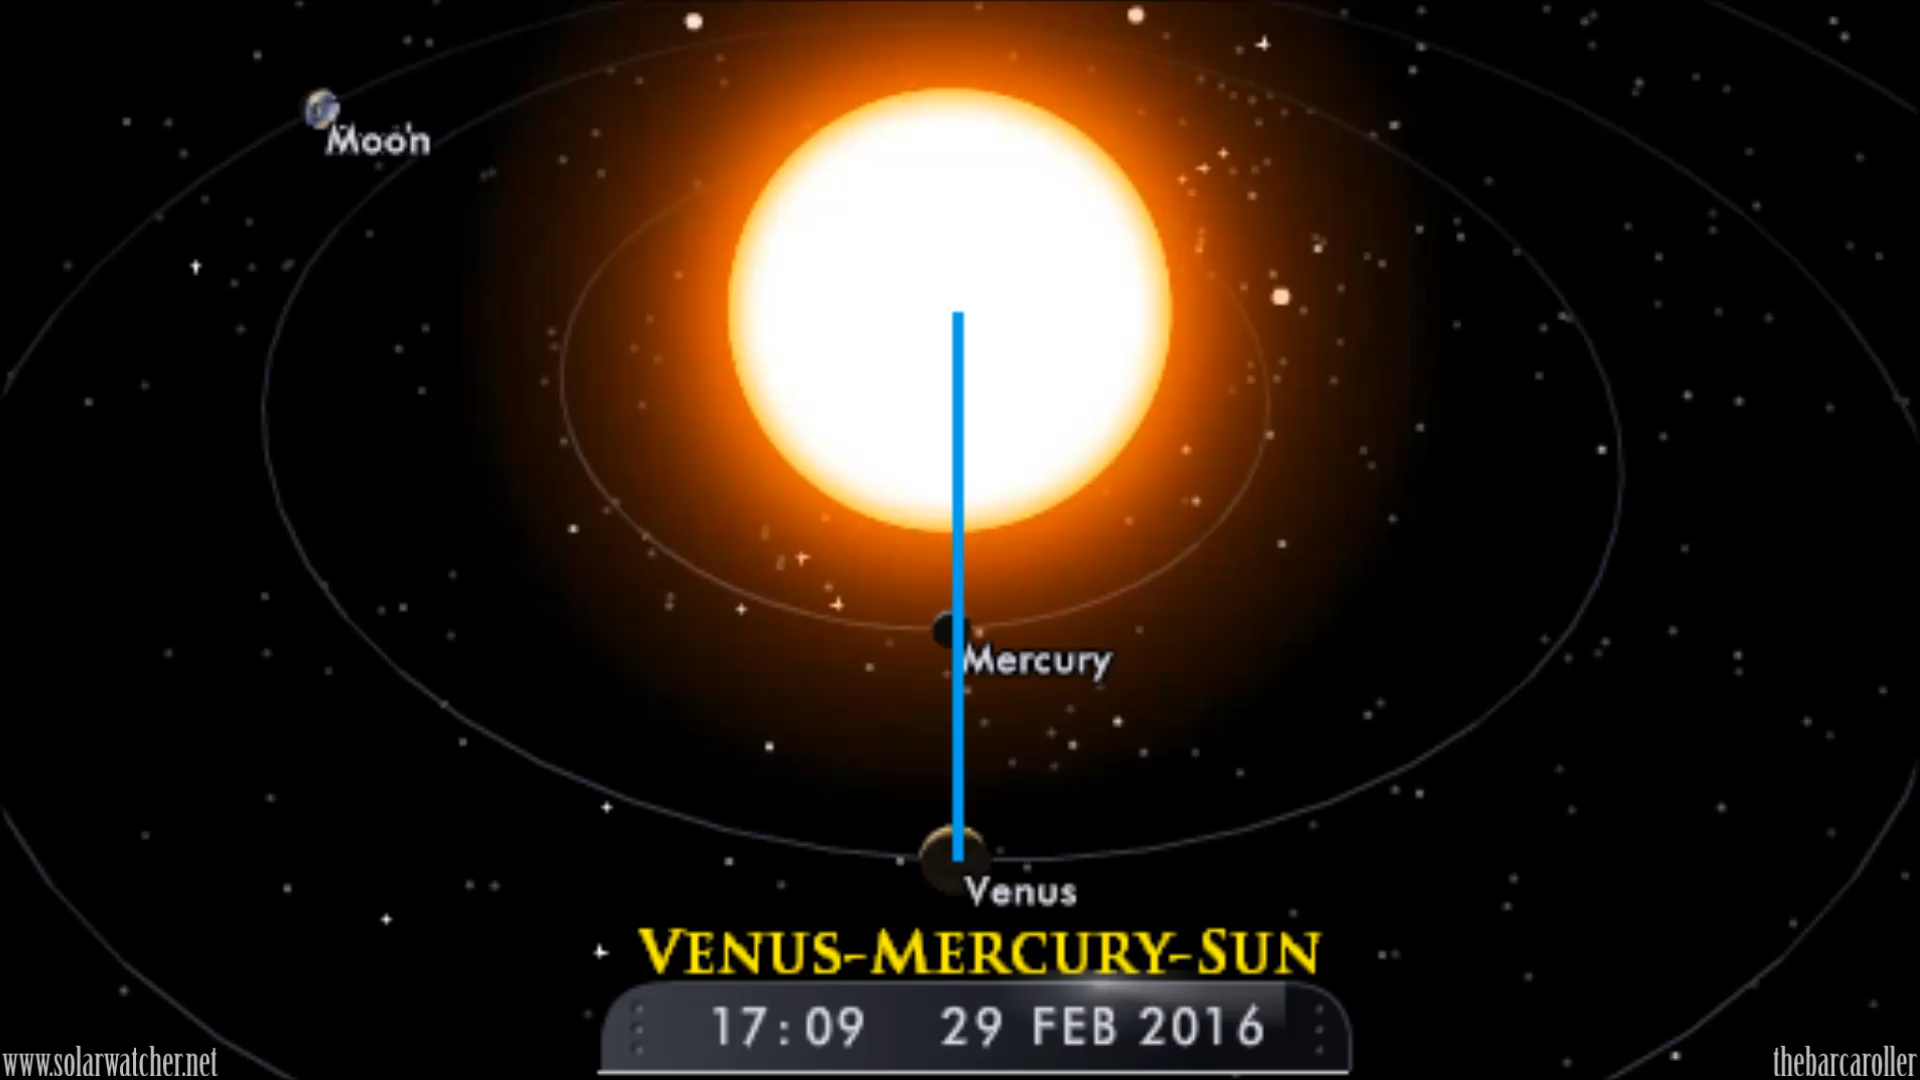 Moon
Mercury
Venus
VENUS-MERCURY-SUN
17:09 29 FEB 2016
www.solarwatcher.net
thebarcaroller